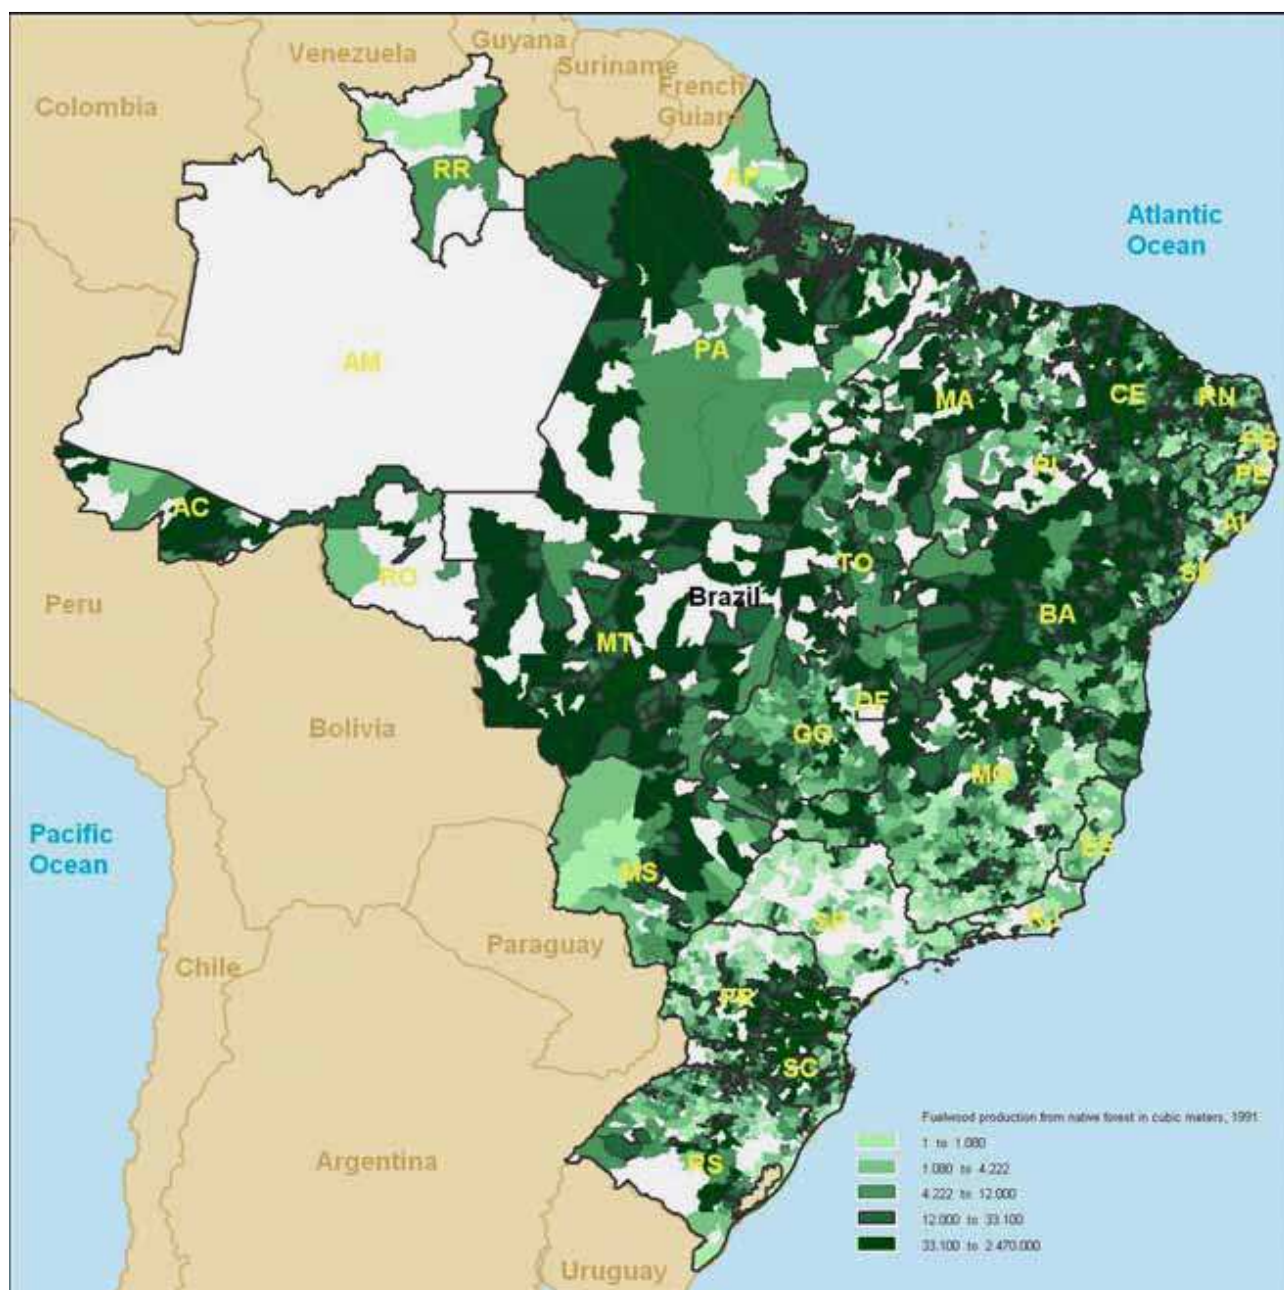 Guyana
Venezuela
Suriname
French
Guiana
Colombia
RR
AP
Atlantic
Ocean
AM
PA
MA
CE
RN
PB
PI
PE
AC
AL
RO
TO
SE
Peru
Brazil
BA
MT
DF
Bolivia
GO
MG
Pacific
Ocean
ES
MS
SP
RJ
Paraguay
Chile
PR
SC
Fuelwood production from native forest in cubic meters, 1991
1 to 1.080
Argentina
RS
1.080 to 4.222
4.222 to 12.000
12.000 to 33.100
33.100 to 2.470.000
Uruguay